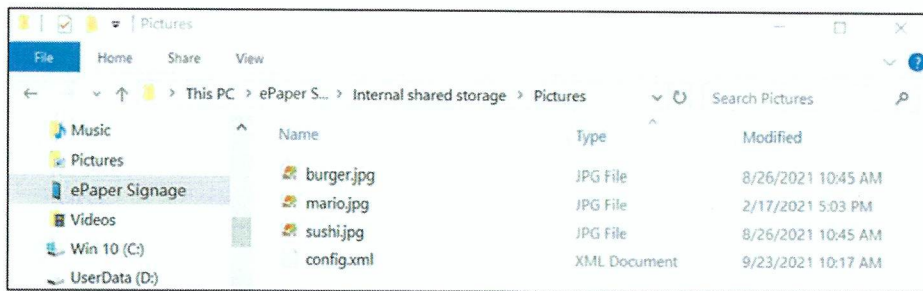 Pictures
File Home Share View
This PC > ePaper S... > Internal shared storage > Pictures Search Pictures
Music
Pictures
ePaper Signage
Videos
Win 10 (C:)
UserData (D:)
Name Type Modified
burger.jpg JPG File 8/26/2021 10:45 AM
mario.jpg JPG File 2/17/2021 5:03 PM
sushi.jpg JPG File 8/26/2021 10:45 AM
config.xml XML Document 9/23/2021 10:17 AM